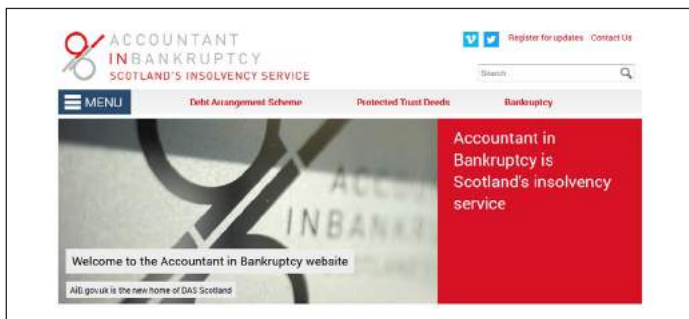 ACCOUNTANT
INBANKRUPTCY
SCOTLAND'S INSOLVENCY SERVICE
Register for updates Contact Us
Search
MENU
Debt Arrangement Scheme Protected Trust Deeds Bankruptcy
ACC
INBANKR
Accountant in
Bankruptcy is
Scotland's insolvency
service
Welcome to the Accountant in Bankruptcy website
AiB.gov.uk is the new home of DAS Scotland